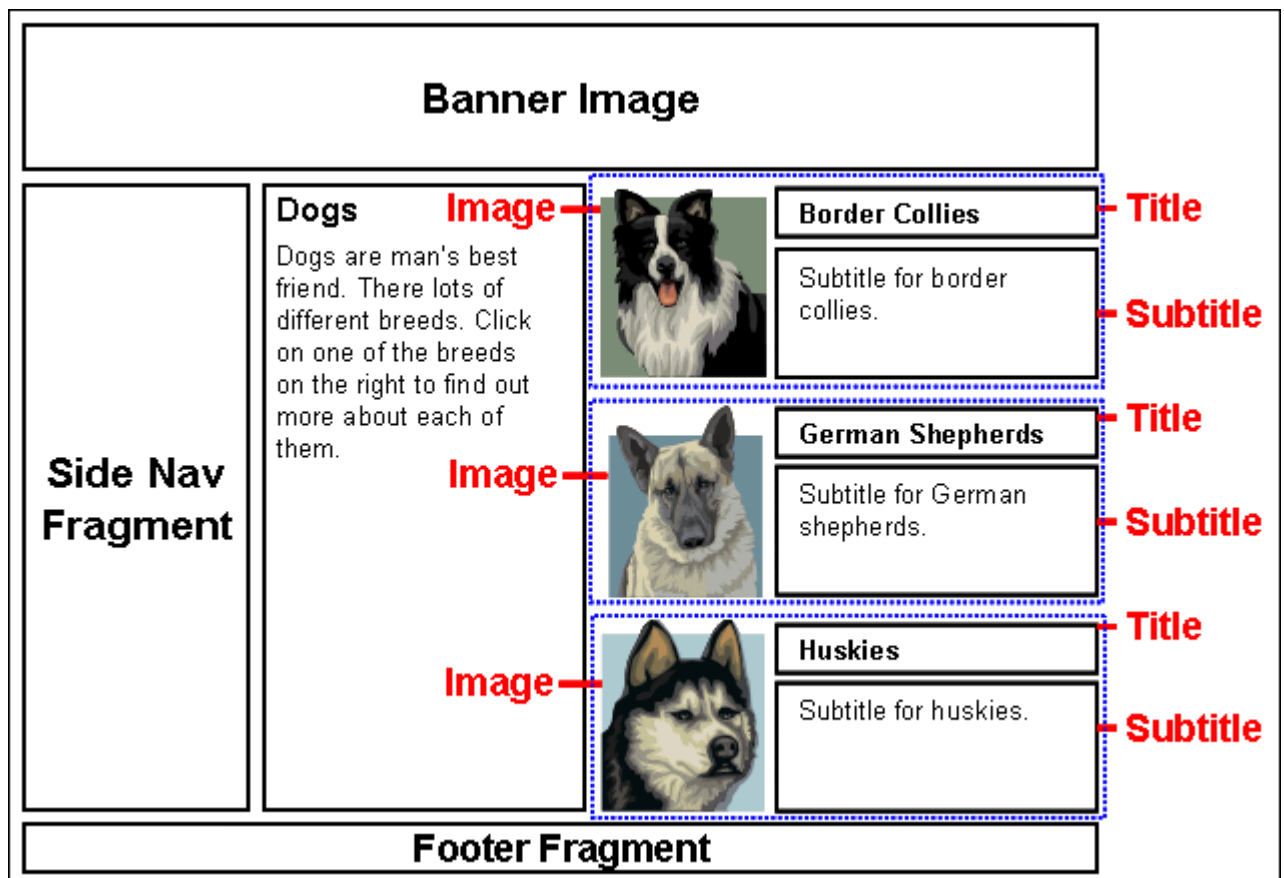 Banner Image
Side Nav
Fragment
Dogs
Dogs are man's best
friend. There lots of
different breeds. Click
on one of the breeds
on the right to find out
more about each of
them.
Image
Border Collies
Title
Subtitle for border
collies.
Subtitle
Image
German Shepherds
Title
Subtitle for German
shepherds.
Subtitle
Image
Huskies
Title
Subtitle for huskies.
Subtitle
Footer Fragment